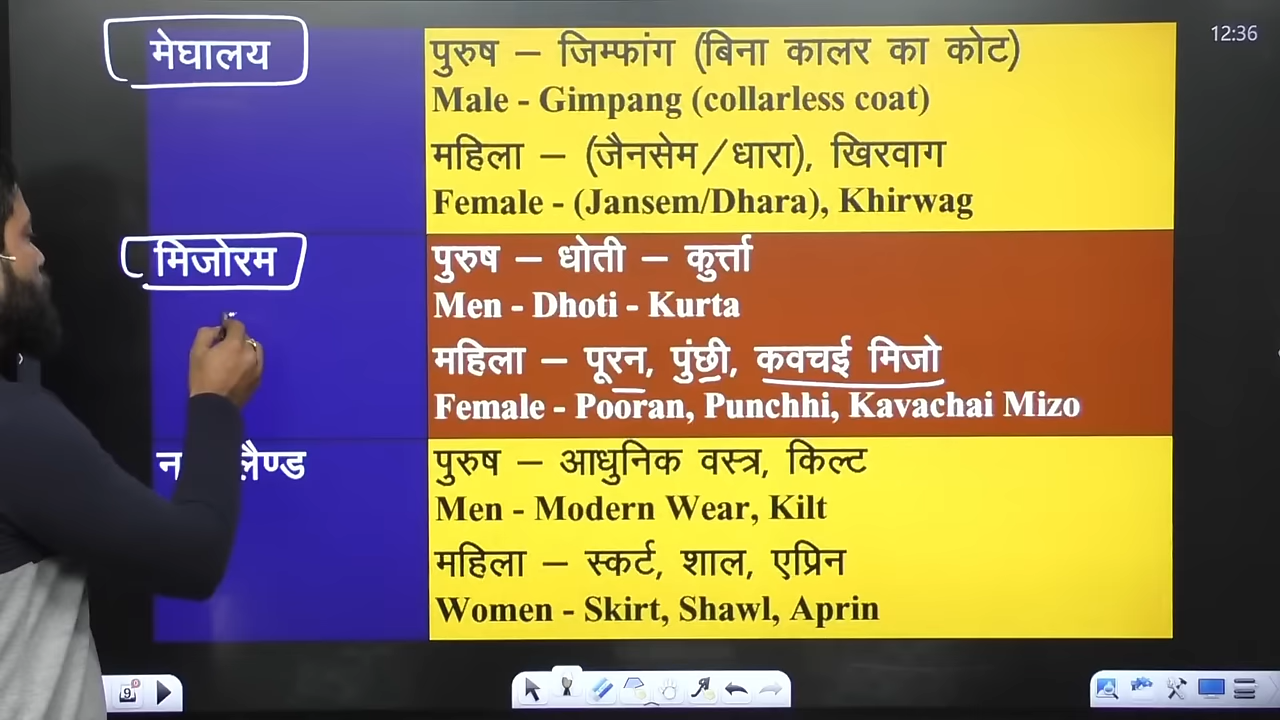 12:36
मेघालय
पुरुष – जिम्फांग (बिना कालर का कोट)
Male - Gimpang (collarless coat)
महिला – (जैनसेम/धारा), खिरवाग
Female - (Jansem/Dhara), Khirwag
मिजोरम
पुरुष – धोती – कुर्त्ता
Men - Dhoti - Kurta
महिला – पूरन, पुंछी, कवचई मिजो
Female - Pooran, Punchhi, Kavachai Mizo
पुरुष – आधुनिक वस्त्र, किल्ट
Men - Modern Wear, Kilt
महिला – स्कर्ट, शाल, एप्रिन
Women - Skirt, Shawl, Aprin
9